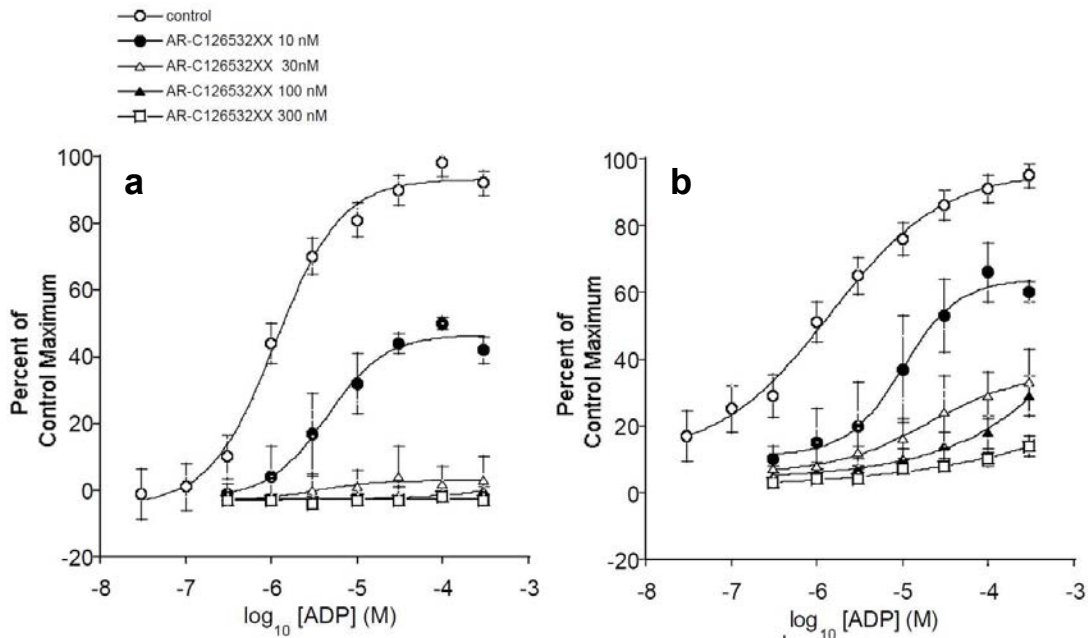 control
AR-C126532XX 10 nM
AR-C126532XX 30nM
AR-C126532XX 100 nM
AR-C126532XX 300 nM
a
100
80
60
40
20
0
-20
Percent of
Control Maximum
-8 -7 -6 -5 -4 -3
log10 [ADP] (M)
b
100
80
60
40
20
0
-20
Percent of
Control Maximum
-8 -7 -6 -5 -4 -3
log10 [ADP] (M)